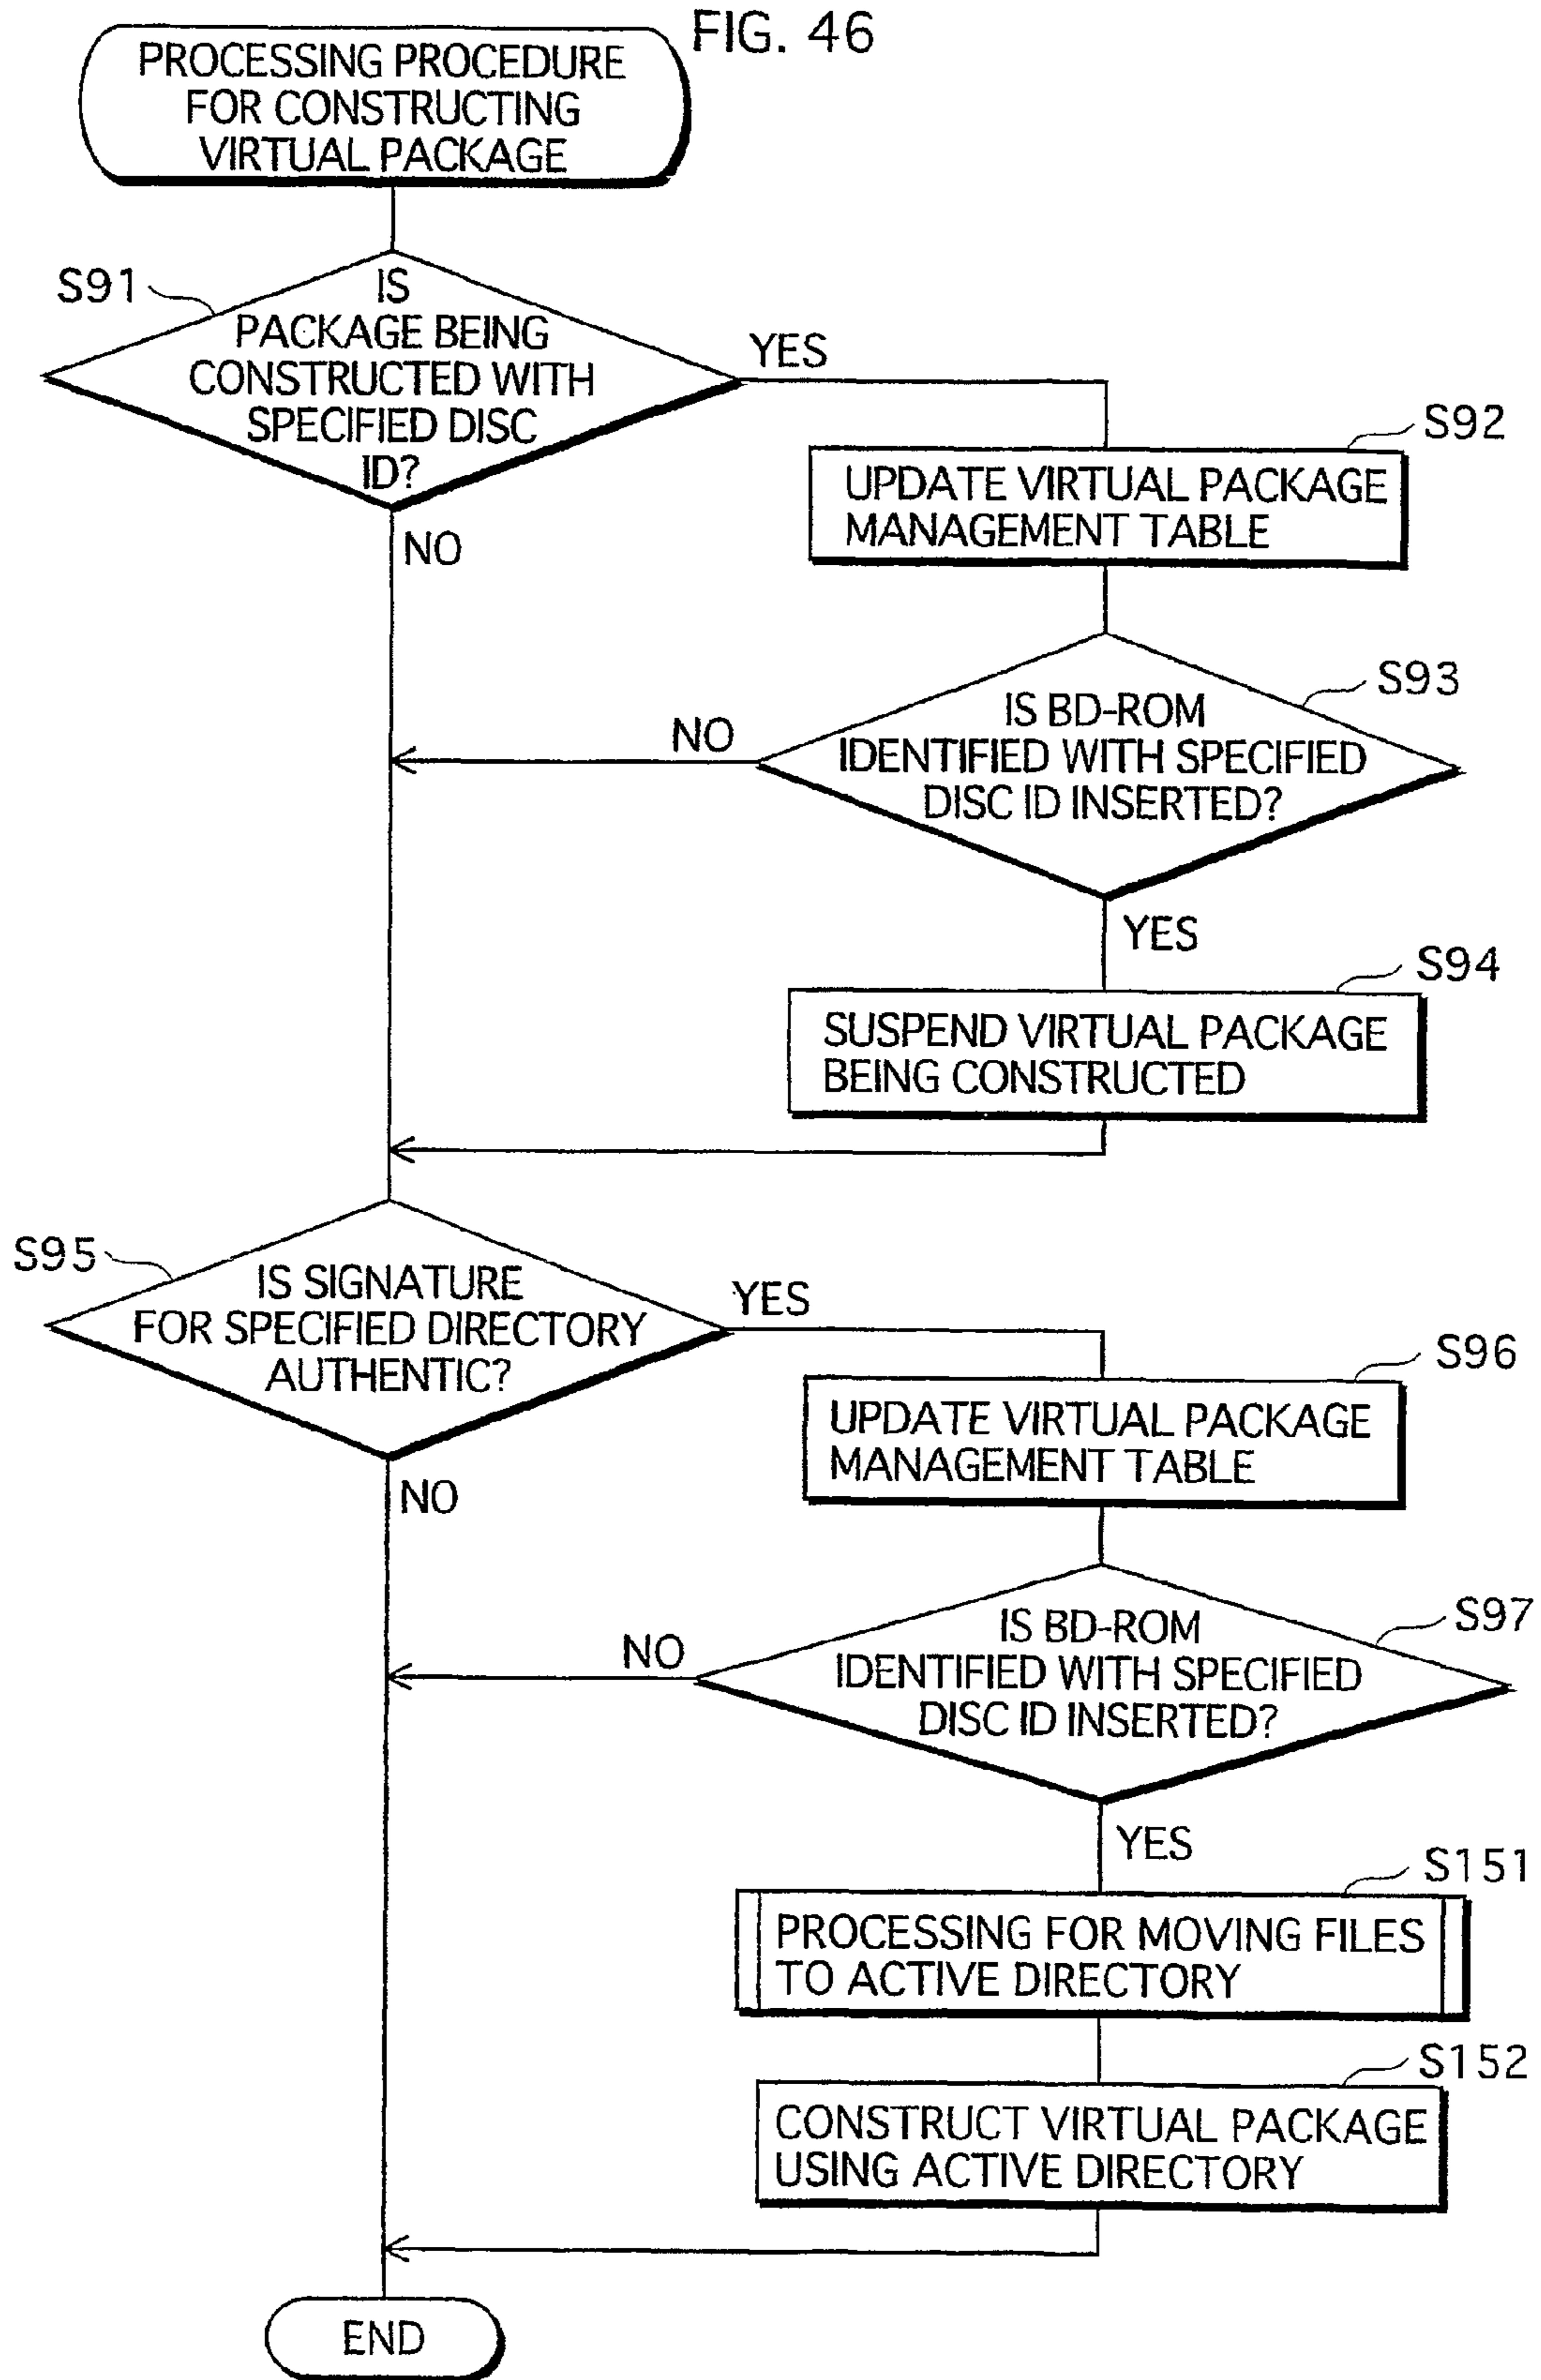 FIG. 46
PROCESSING PROCEDURE
FOR CONSTRUCTING
VIRTUAL PACKAGE
S91
IS
PACKAGE BEING
CONSTRUCTED WITH
SPECIFIED DISC
ID?
YES
NO
S92
UPDATE VIRTUAL PACKAGE
MANAGEMENT TABLE
S93
IS BD-ROM
IDENTIFIED WITH SPECIFIED
DISC ID INSERTED?
NO
YES
S94
SUSPEND VIRTUAL PACKAGE
BEING CONSTRUCTED
S95
IS SIGNATURE
FOR SPECIFIED DIRECTORY
AUTHENTIC?
YES
NO
S96
UPDATE VIRTUAL PACKAGE
MANAGEMENT TABLE
S97
IS BD-ROM
IDENTIFIED WITH SPECIFIED
DISC ID INSERTED?
NO
YES
S151
PROCESSING FOR MOVING FILES
TO ACTIVE DIRECTORY
S152
CONSTRUCT VIRTUAL PACKAGE
USING ACTIVE DIRECTORY
END